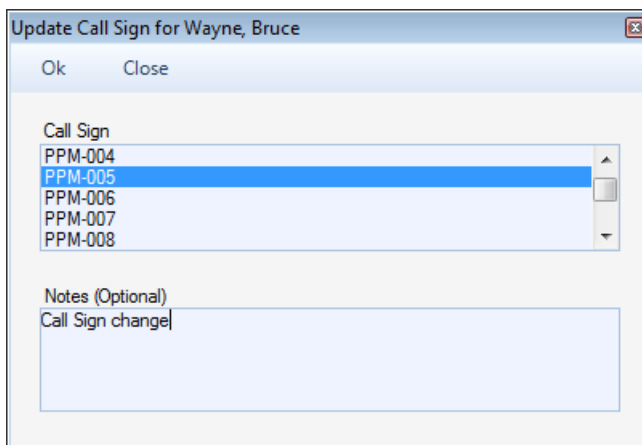 Update Call Sign for Wayne, Bruce
Ok Close
Call Sign
PPM-004
PPM-005
PPM-006
PPM-007
PPM-008
Notes (Optional)
Call Sign change